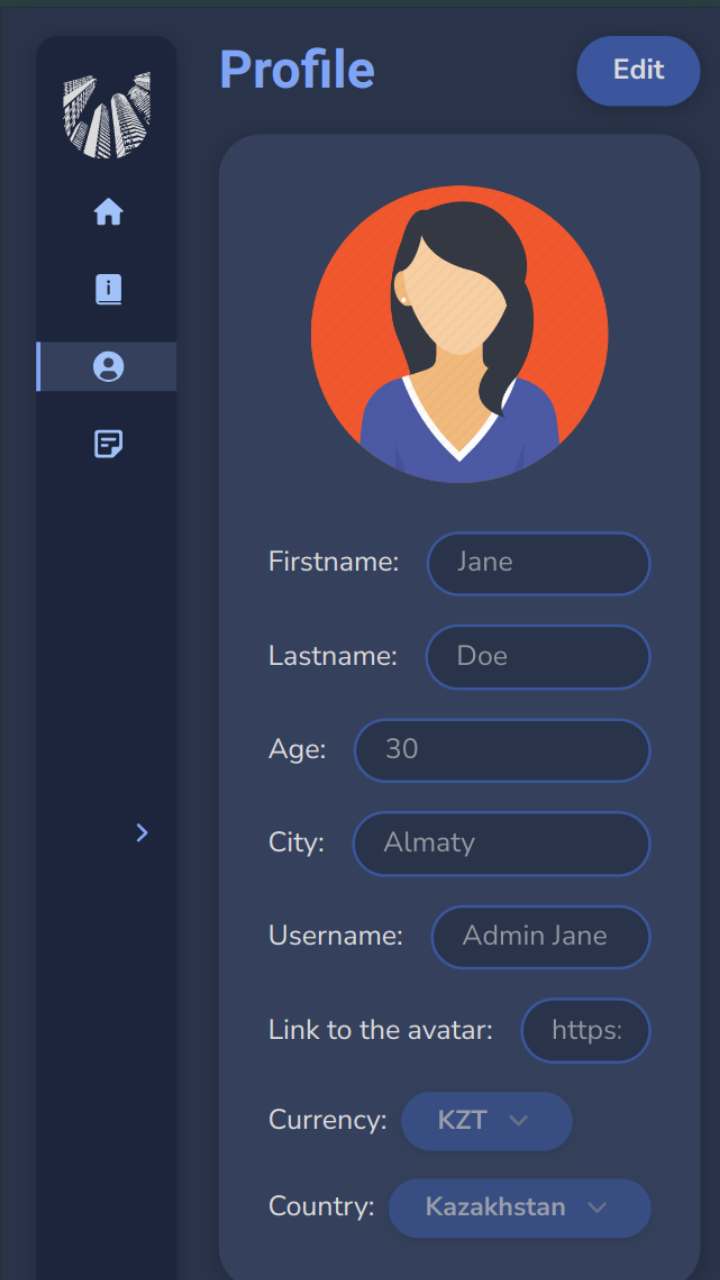 Profile
Edit
Firstname: Jane
Lastname: Doe
Age: 30
City: Almaty
Username: Admin Jane
Link to the avatar: https:
Currency: KZT
Country: Kazakhstan